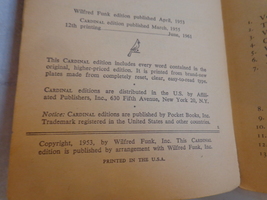 Wilfred Funk edition published April, 1953
CARDINAL edition published March, 1955
12th printing June, 1961
This CARDINAL edition includes every word contained in the
original, higher-priced edition. It is printed from brand-new
plates made from completely reset, clear, easy-to-read type.
CARDINAL editions are distributed in the U.S. by Affil-
iated Publishers, Inc., 630 Fifth Avenue, New York 20, N.Y.
Notice: CARDINAL editions are published by Pocket Books, Inc.
Trademark registered in the United States and other countries.
Copyright, 1953, by Wilfred Funk, Inc. This CARDINAL
edition is published by arrangement with Wilfred Funk, Inc.
PRINTED IN THE U.S.A.